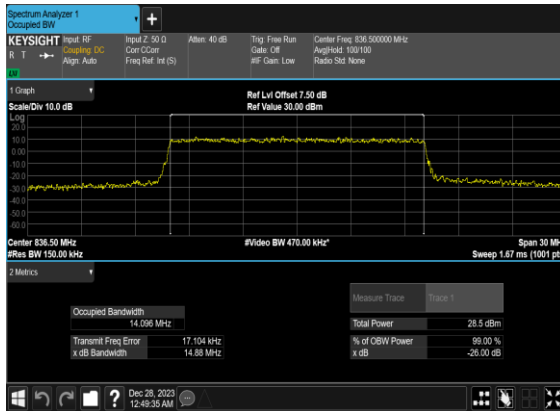 Spectrum Analyzer 1
Occupied BW
KEYSIGHT
R T
Input: RF
Coupling: DC
Align: Auto
Input Z: 50 Ω
Corr CCorr
Freq Ref: Int (S)
Atten: 40 dB
Trig: Free Run
Gate: Off
#IF Gain: Low
Center Freq: 836.500000 MHz
Avg|Hold: 100/100
Radio Std: None
1 Graph
Scale/Div 10.0 dB
Ref Lvl Offset 7.50 dB
Ref Value 30.00 dBm
Log
20.0
10.0
0.00
-10.0
-20.0
-30.0
-40.0
-50.0
-60.0
Center 836.50 MHz
#Res BW 150.00 kHz
#Video BW 470.00 kHz*
Span 30 MH
Sweep 1.67 ms (1001 pt
2 Metrics
Measure Trace Trace 1
Occupied Bandwidth
14.096 MHz
Total Power 28.5 dBm
Transmit Freq Error 17.104 kHz
% of OBW Power 99.00 %
x dB Bandwidth 14.88 MHz
x dB -26.00 dB
?
Dec 28, 2023
12:49:35 AM